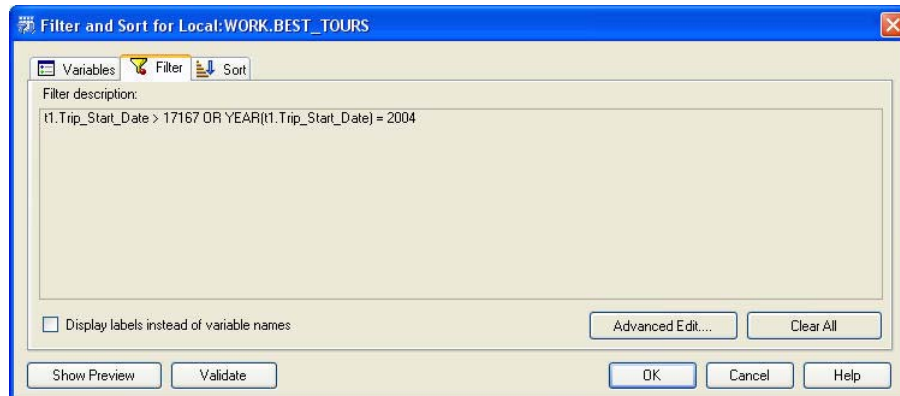 Filter and Sort for Local:WORK.BEST_TOURS
Variables Filter Sort
Filter description:
t1.Trip_Start_Date > 17167 OR YEAR(t1.Trip_Start_Date) = 2004
Display labels instead of variable names Advanced Edit.... Clear All
Show Preview Validate OK Cancel Help